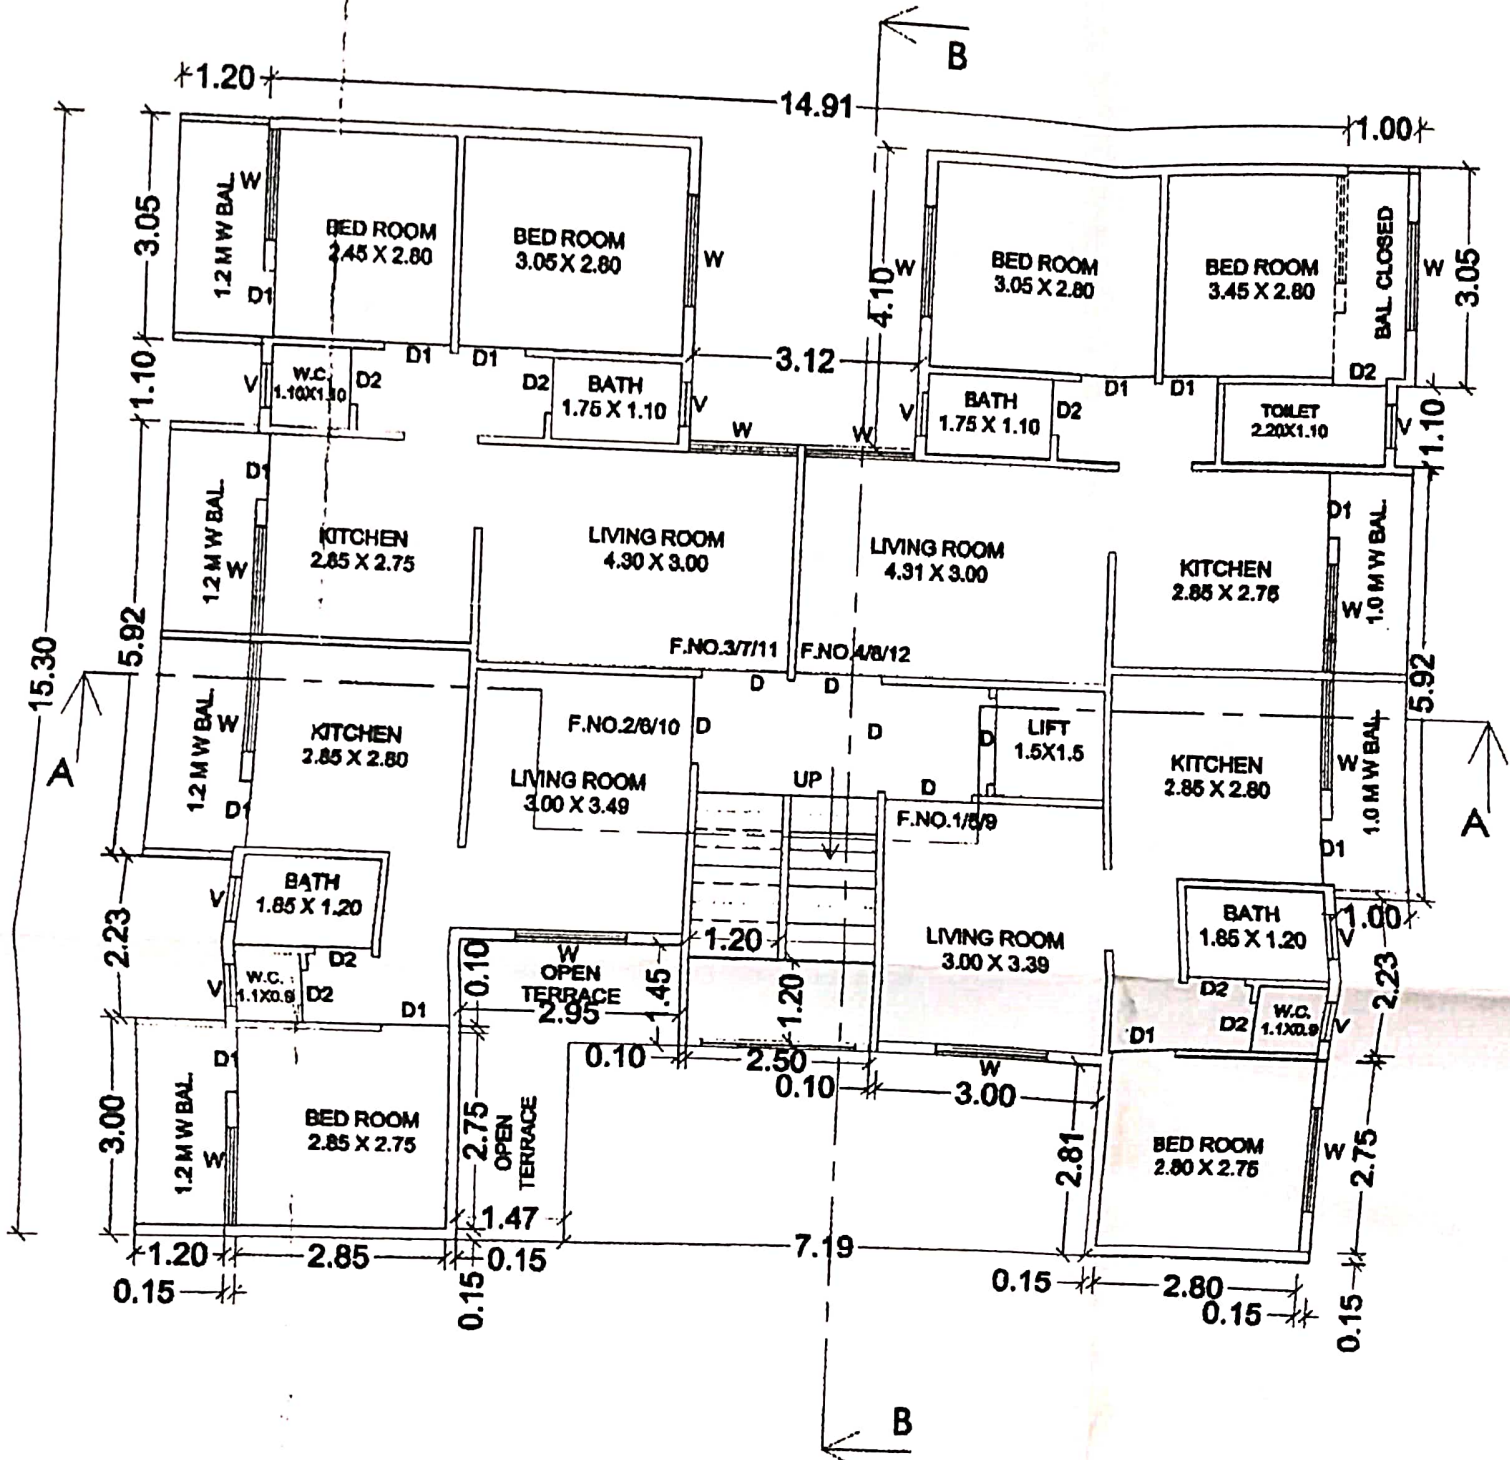 B
1.20
14.91
1.00
3.05
1.2 M W BAL.
W
D1
BED ROOM
2.45 X 2.80
BED ROOM
3.05 X 2.80
W
4.10
W
BED ROOM
3.05 X 2.80
BED ROOM
3.45 X 2.80
BAL. CLOSED
W
3.05
1.10
V
W.C.
1.10X1.10
D2
D1
D1
D2
BATH
1.75 X 1.10
V
3.12
V
BATH
1.75 X 1.10
D2
D1
D1
D2
TOILET
2.20X1.10
V
1.10
W
W
15.30
5.92
D1
1.2 M W BAL.
W
KITCHEN
2.85 X 2.75
LIVING ROOM
4.30 X 3.00
LIVING ROOM
4.31 X 3.00
KITCHEN
2.85 X 2.75
D1
W
1.0 M W BAL.
5.92
F.NO.3/7/11
F.NO.4/8/12
D
D
A
1.2 M W BAL.
W
D1
KITCHEN
2.85 X 2.80
F.NO.2/6/10
D
LIVING ROOM
3.00 X 3.49
D
D
LIFT
1.5X1.5
UP
D
F.NO.1/5/9
KITCHEN
2.85 X 2.80
W
D1
1.0 M W BAL.
A
2.23
V
BATH
1.85 X 1.20
D2
V
W.C.
1.1X0.9
D2
D1
0.10
W
OPEN
TERRACE
2.95
1.45
1.20
1.20
LIVING ROOM
3.00 X 3.39
BATH
1.85 X 1.20
V
1.00
D2
D2
W.C.
1.1X0.9
V
2.23
D1
0.10
2.50
0.10
W
3.00
3.00
D1
1.2 M W BAL.
W
BED ROOM
2.85 X 2.75
2.75
OPEN
TERRACE
2.81
BED ROOM
2.80 X 2.75
W
2.75
1.47
7.19
1.20
2.85
0.15
0.15
0.15
0.15
2.80
0.15
0.15
B